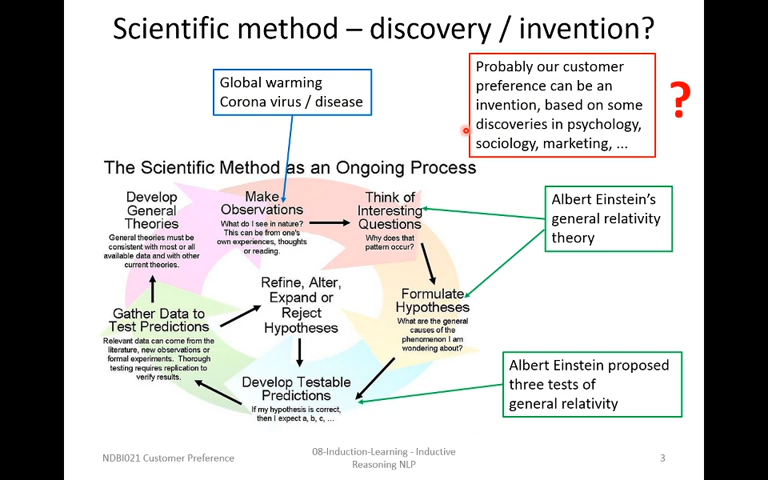 Scientific method – discovery / invention?
Global warming
Corona virus / disease
Probably our customer
preference can be an
invention, based on some
discoveries in psychology,
sociology, marketing, ...
?
The Scientific Method as an Ongoing Process
Develop
General
Theories
General theories must be
consistent with most or all
available data and with other
current theories.
Make
Observations
What do I see in nature?
This can be from one's
own experiences, thoughts
or reading.
Think of
Interesting
Questions
Why does that
pattern occur?
Albert Einstein's
general relativity
theory
Refine, Alter,
Expand or
Reject
Hypotheses
Formulate
Hypotheses
What are the general
causes of the
phenomenon I am
wondering about?
Gather Data to
Test Predictions
Relevant data can come from the
literature, new observations or
formal experiments. Thorough
testing requires replication to
verify results.
Develop Testable
Predictions
If my hypothesis is correct,
then I expect a, b, c, ...
Albert Einstein proposed
three tests of
general relativity
NDBI021 Customer Preference
08-Induction-Learning - Inductive
Reasoning NLP
3